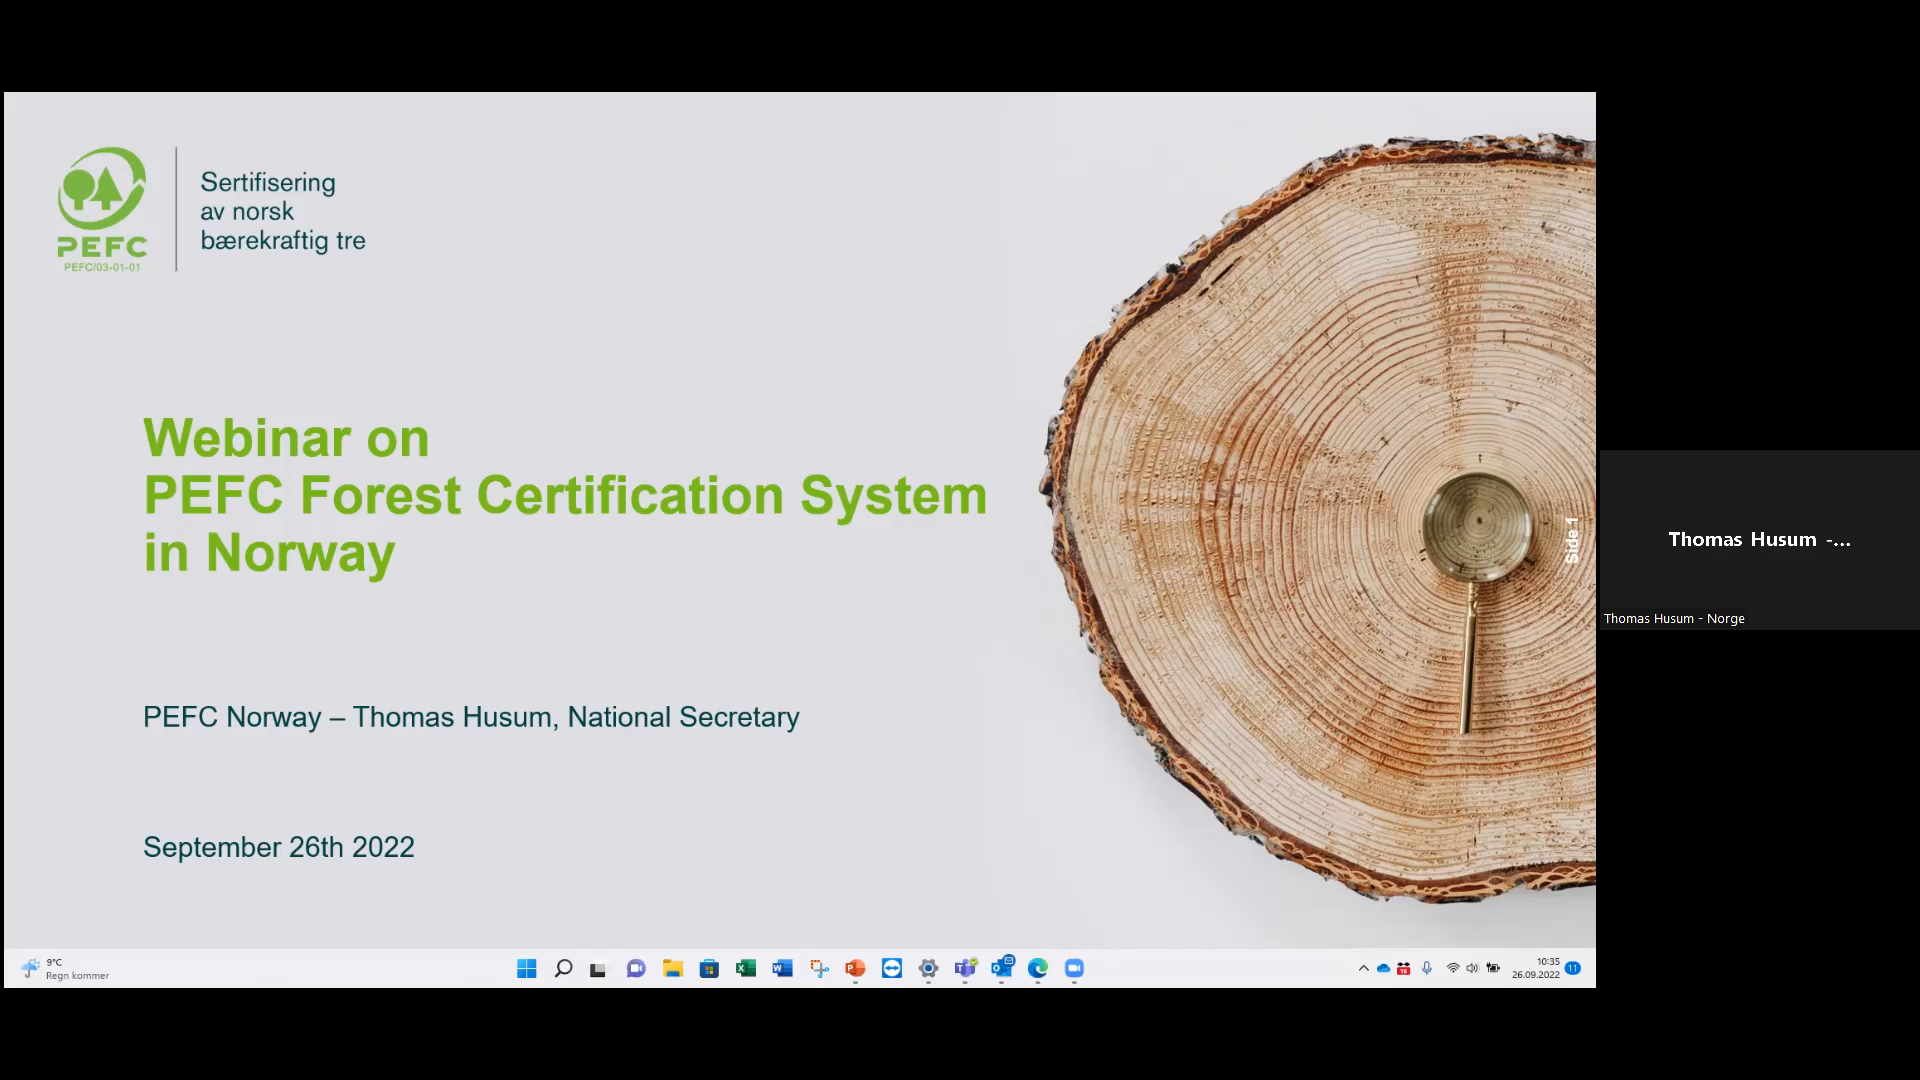 Sertifisering
av norsk
bærekraftig tre
PEFC
PEFC/03-01-01
Webinar on
PEFC Forest Certification System
in Norway
PEFC Norway – Thomas Husum, National Secretary
September 26th 2022
Side 1
Thomas Husum -...
Thomas Husum - Norge
9°C
Regn kommer
10:35
26.09.2022
11